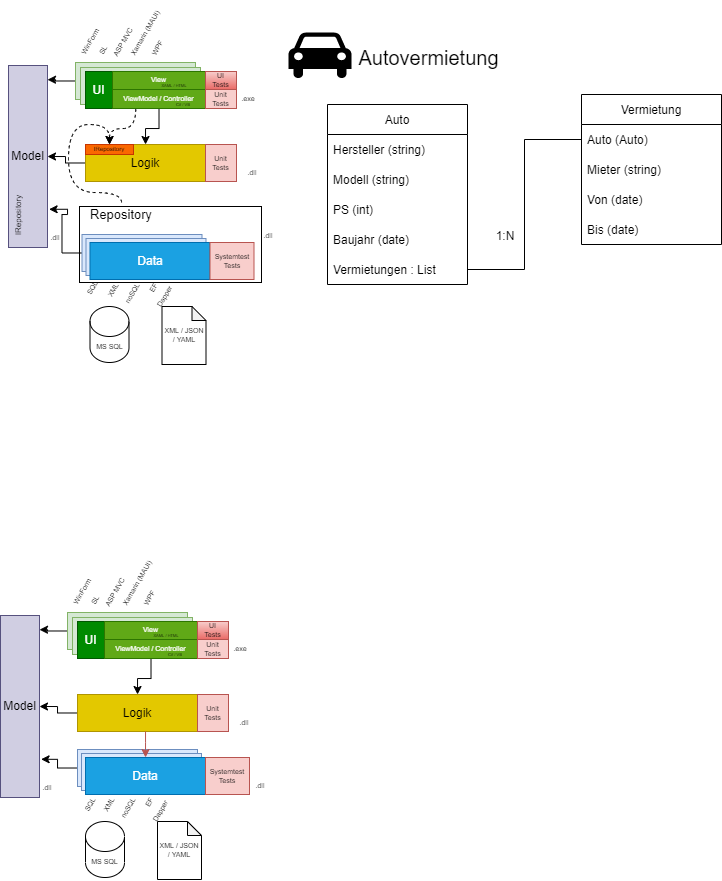 WinForm
SL
ASP MVC
Xamarin (MAUI)
WPF
UI
View
XAML / HTML
ViewModel / Controller
C# / VB
UI
Tests
Unit
Tests
.exe
Model
IRepository
IRepository
Logik
Unit
Tests
.dll
Repository
.dll
.dll
Data
Systemtest
Tests
SQL
XML
noSQL
EF
Dapper
MS SQL
XML / JSON
/ YAML
Autovermietung
Auto
Hersteller (string)
Modell (string)
PS (int)
Baujahr (date)
Vermietungen : List
1:N
Vermietung
Auto (Auto)
Mieter (string)
Von (date)
Bis (date)
WinForm
SL
ASP MVC
Xamarin (MAUI)
WPF
UI
View
XAML / HTML
ViewModel / Controller
C# / VB
UI
Tests
Unit
Tests
.exe
Model
Logik
Unit
Tests
.dll
Data
Systemtest
Tests
.dll
.dll
SQL
XML
noSQL
EF
Dapper
MS SQL
XML / JSON
/ YAML